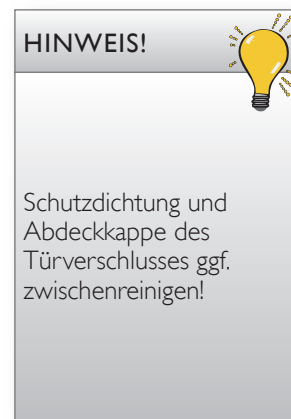 HINWEIS!
Schutzdichtung und
Abdeckkappe des
Türverschlusses ggf.
zwischenreinigen!